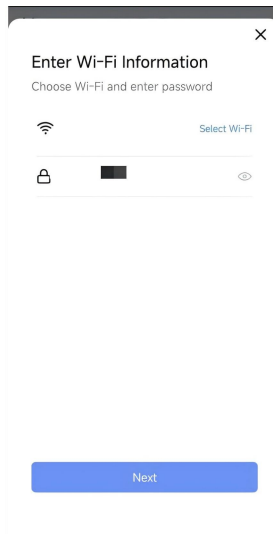 Enter Wi-Fi Information
Choose Wi-Fi and enter password
Select Wi-Fi
Next